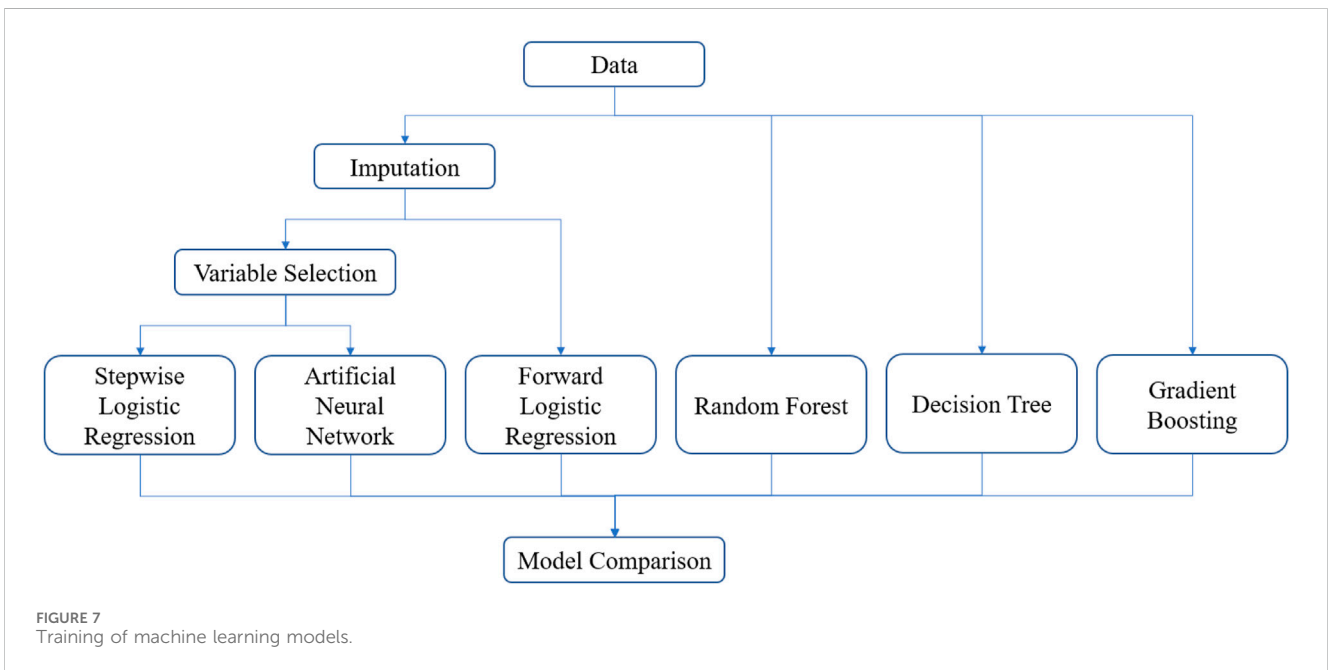 Data
Imputation
Variable Selection
Stepwise
Logistic
Regression
Artificial
Neural
Network
Forward
Logistic
Regression
Random Forest
Decision Tree
Gradient
Boosting
Model Comparison
FIGURE 7
Training of machine learning models.